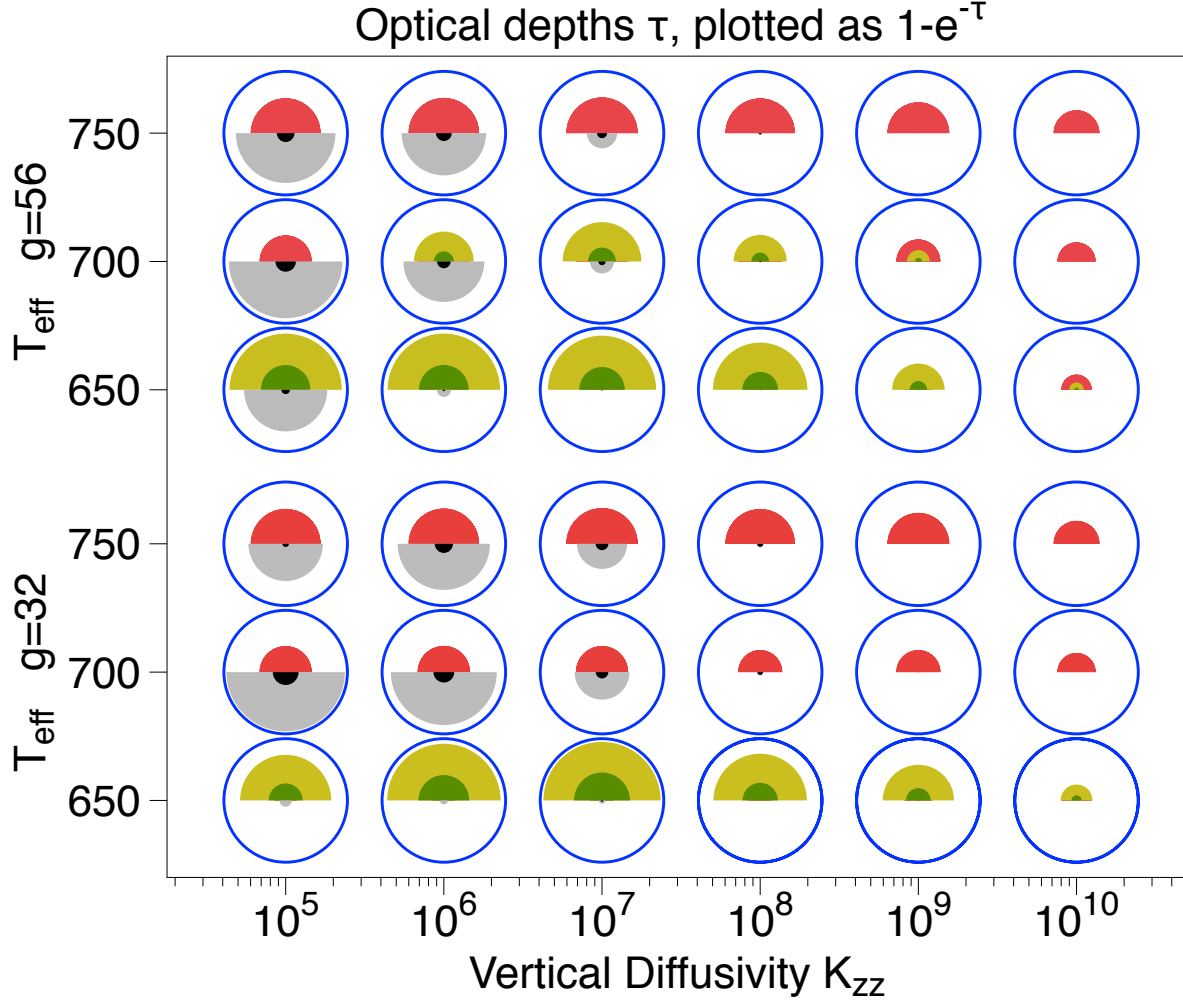 Optical depths τ, plotted as 1-e^-τ
T_eff g=56
750
700
650
T_eff g=32
750
700
650
10^5 10^6 10^7 10^8 10^9 10^10
Vertical Diffusivity K_zz